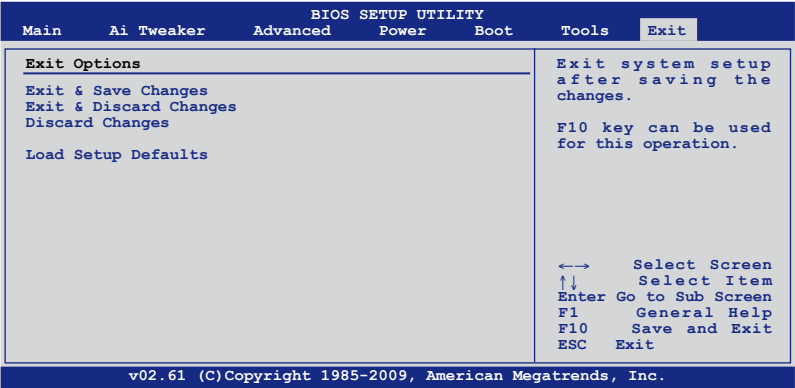 BIOS SETUP UTILITY
Main Ai Tweaker Advanced Power Boot Tools Exit
Exit Options
Exit & Save Changes
Exit & Discard Changes
Discard Changes
Load Setup Defaults
Exit system setup
after saving the
changes.
F10 key can be used
for this operation.
←→ Select Screen
↑↓ Select Item
Enter Go to Sub Screen
F1 General Help
F10 Save and Exit
ESC Exit
v02.61 (C)Copyright 1985-2009, American Megatrends, Inc.